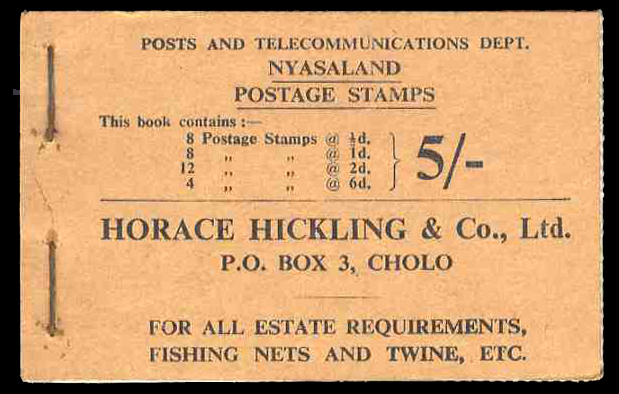 POSTS AND TELECOMMUNICATIONS DEPT.
NYASALAND
POSTAGE STAMPS
This book contains :—
8 Postage Stamps @ ½d.
8 „ „ @ 1d.
12 „ „ @ 2d.
4 „ „ @ 6d.
5/-
HORACE HICKLING & Co., Ltd.
P.O. BOX 3, CHOLO
FOR ALL ESTATE REQUIREMENTS,
FISHING NETS AND TWINE, ETC.